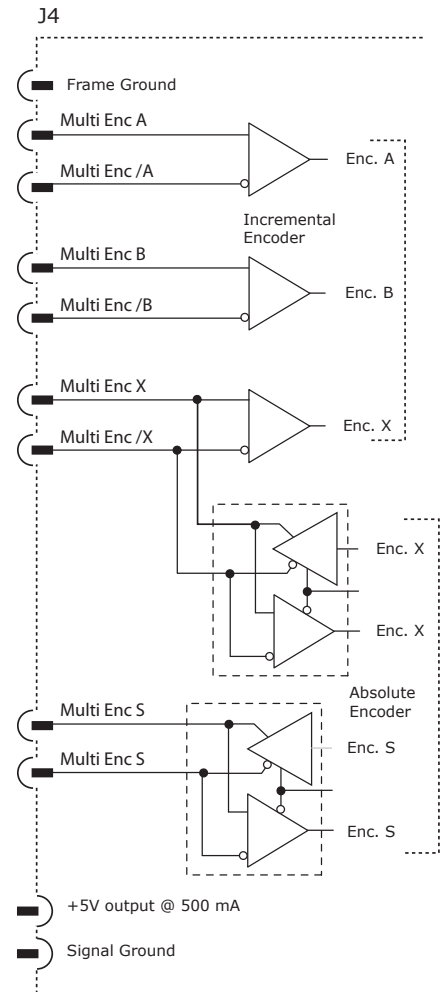 J4
Frame Ground
Multi Enc A
Enc. A
Multi Enc /A
Incremental
Encoder
Multi Enc B
Enc. B
Multi Enc /B
Multi Enc X
Enc. X
Multi Enc /X
Enc. X
Enc. X
Absolute
Encoder
Multi Enc S
Enc. S
Multi Enc S
Enc. S
+5V output @ 500 mA
Signal Ground